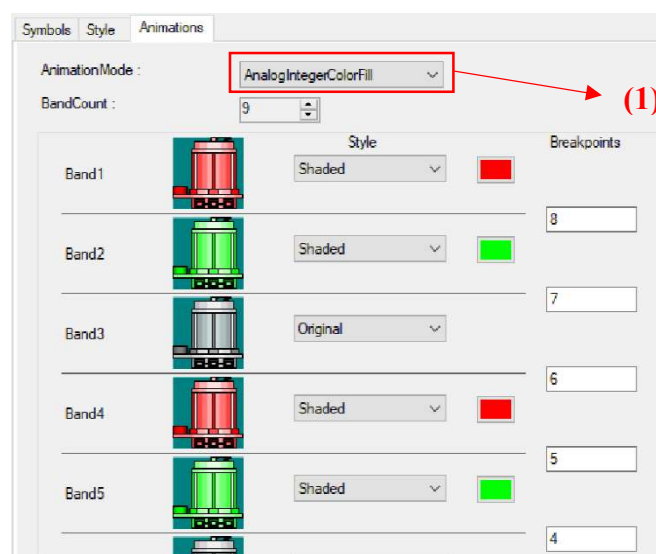 Symbols Style Animations
AnimationMode : AnalogIntegerColorFill
(1)
BandCount : 9
Style Breakpoints
Band1 Shaded
8
Band2 Shaded
7
Band3 Original
6
Band4 Shaded
5
Band5 Shaded
4